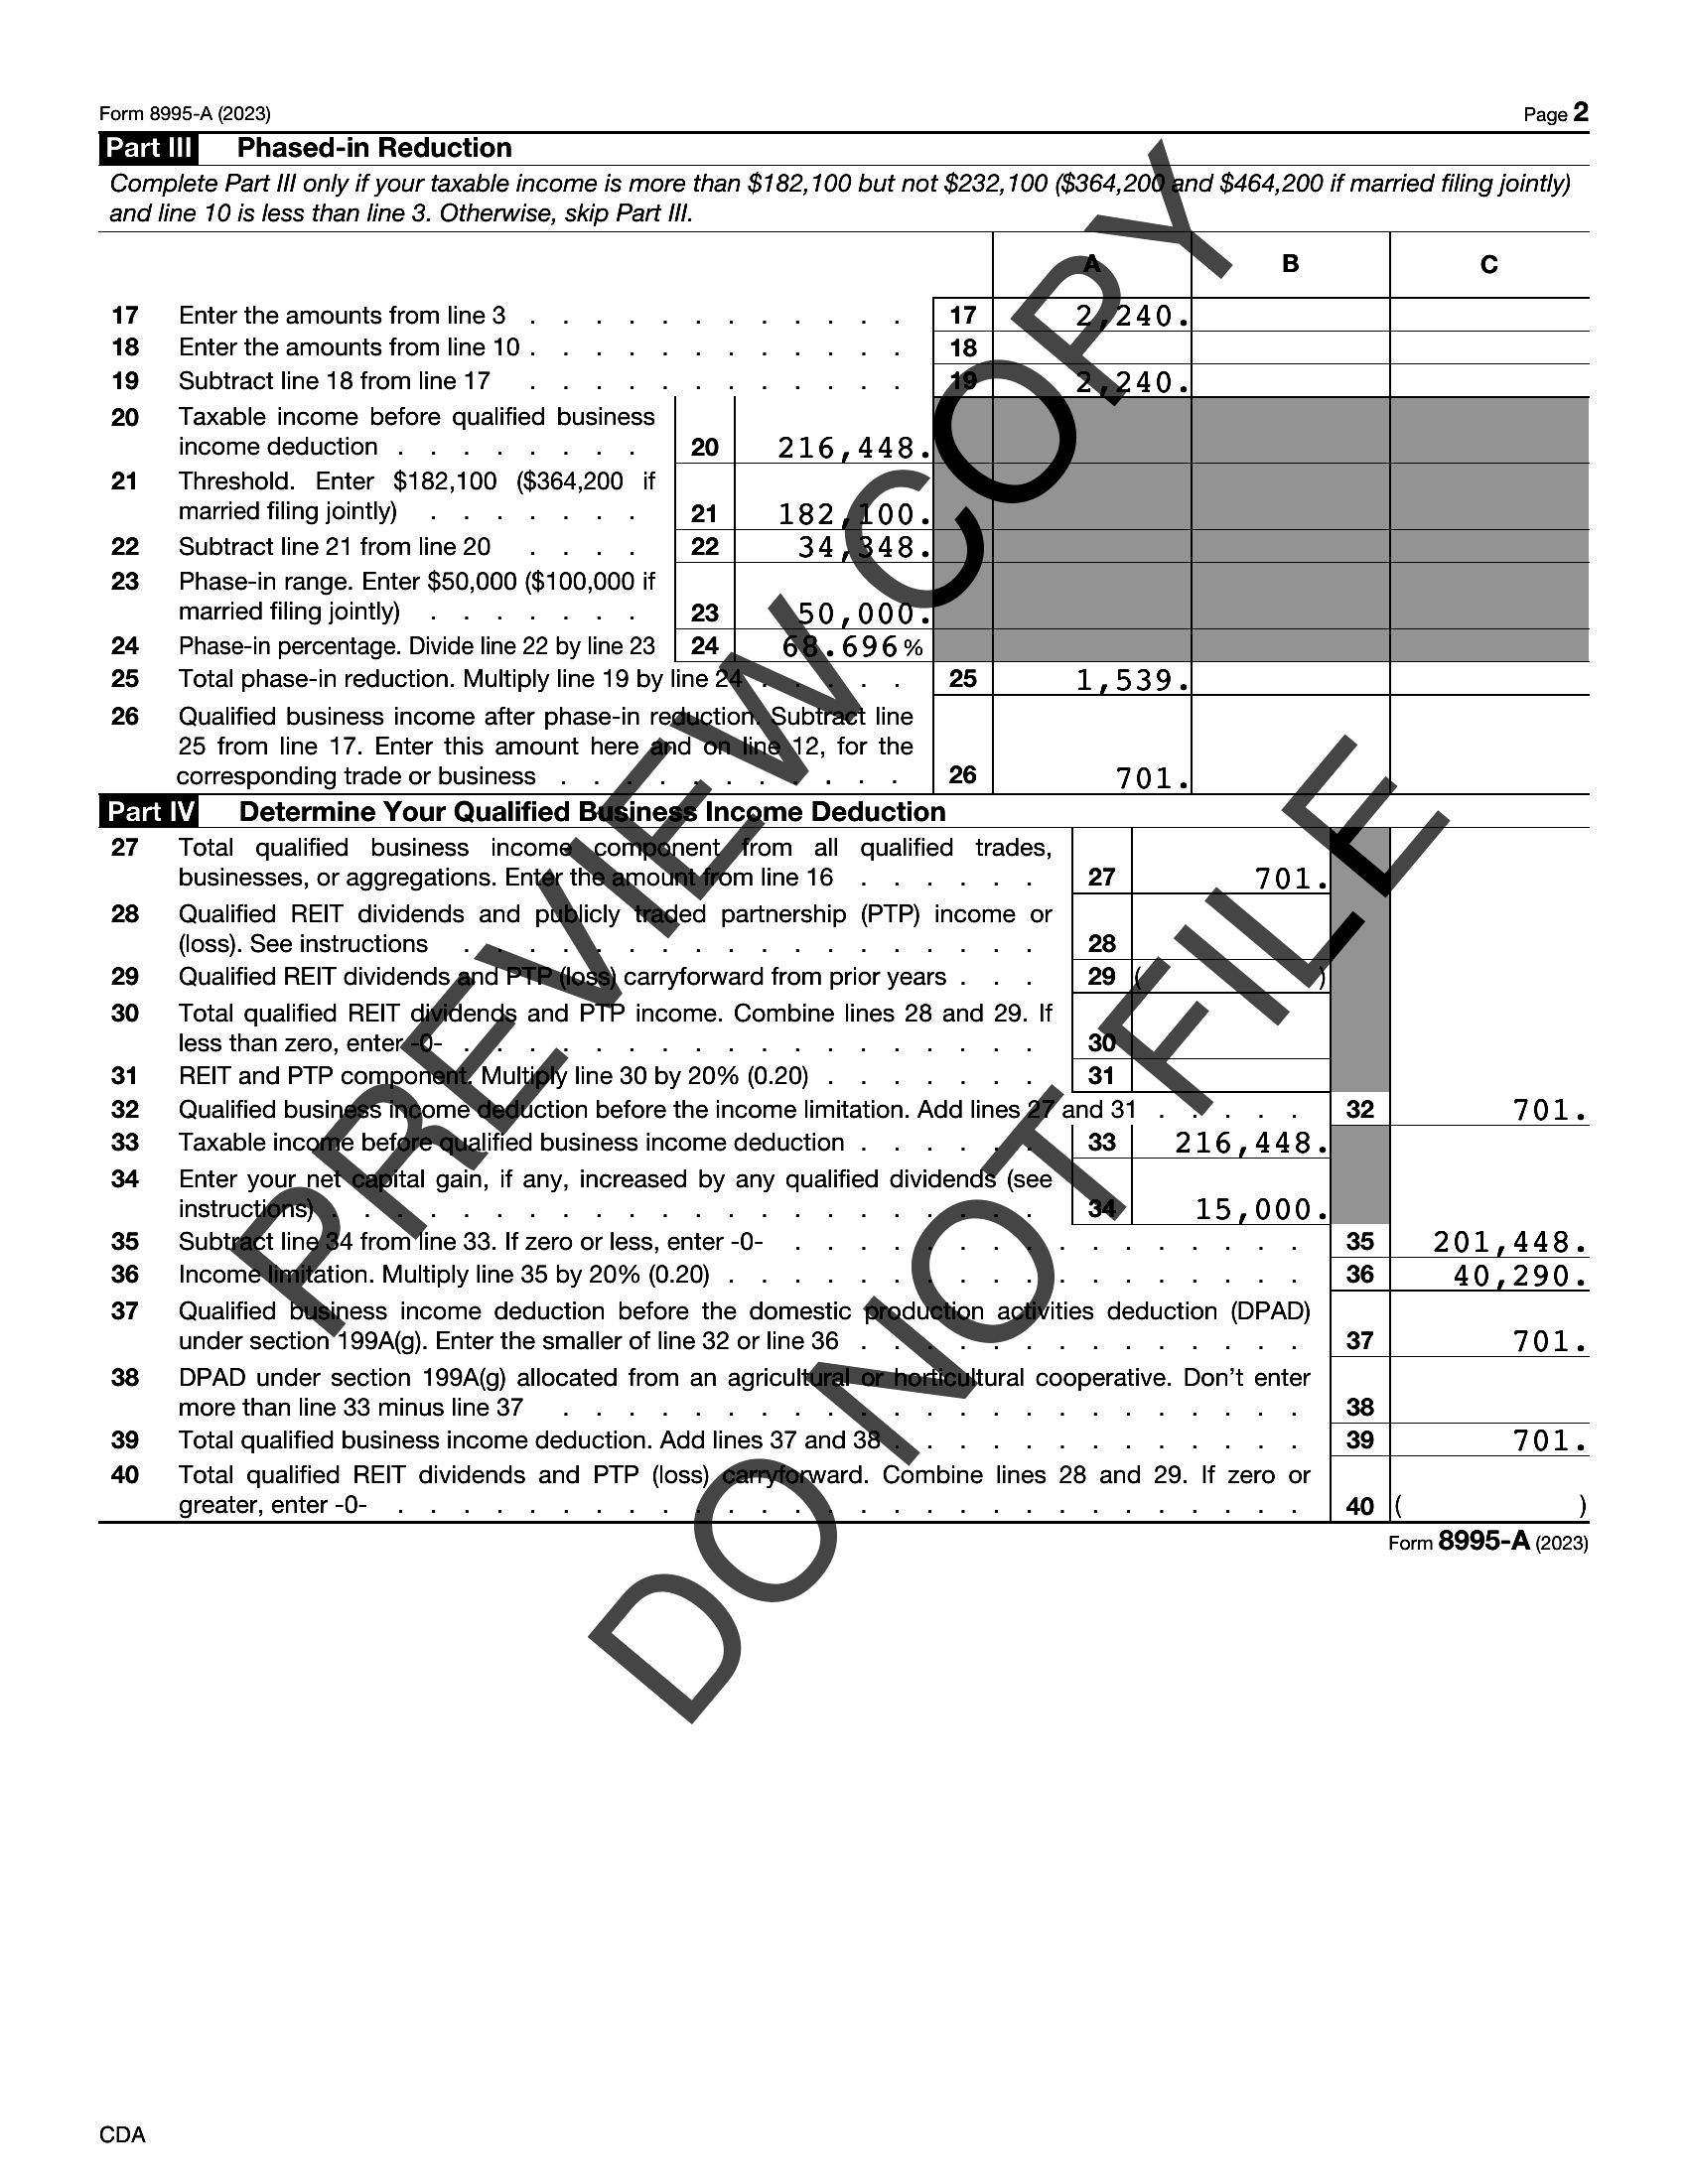 Form 8995-A (2023) Page 2
Part III Phased-in Reduction
Complete Part III only if your taxable income is more than $182,100 but not $232,100 ($364,200 and $464,200 if married filing jointly)
and line 10 is less than line 3. Otherwise, skip Part III.
A B C
17 Enter the amounts from line 3 . . . . . . . . . . . . 17 2,240.
18 Enter the amounts from line 10 . . . . . . . . . . . . 18
19 Subtract line 18 from line 17 . . . . . . . . . . . . 19 2,240.
20 Taxable income before qualified business
income deduction . . . . . . . . 20 216,448.
21 Threshold. Enter $182,100 ($364,200 if
married filing jointly) . . . . . . . 21 182,100.
22 Subtract line 21 from line 20 . . . . 22 34,348.
23 Phase-in range. Enter $50,000 ($100,000 if
married filing jointly) . . . . . . . 23 50,000.
24 Phase-in percentage. Divide line 22 by line 23 24 68.696 %
25 Total phase-in reduction. Multiply line 19 by line 24 . . . . . 25 1,539.
26 Qualified business income after phase-in reduction. Subtract line
25 from line 17. Enter this amount here and on line 12, for the
corresponding trade or business . . . . . . . . . . . 26 701.
Part IV Determine Your Qualified Business Income Deduction
27 Total qualified business income component from all qualified trades,
businesses, or aggregations. Enter the amount from line 16 . . . . . . 27 701.
28 Qualified REIT dividends and publicly traded partnership (PTP) income or
(loss). See instructions . . . . . . . . . . . . . . . . . . 28
29 Qualified REIT dividends and PTP (loss) carryforward from prior years . . . 29 ( )
30 Total qualified REIT dividends and PTP income. Combine lines 28 and 29. If
less than zero, enter -0- . . . . . . . . . . . . . . . . . . 30
31 REIT and PTP component. Multiply line 30 by 20% (0.20) . . . . . . . 31
32 Qualified business income deduction before the income limitation. Add lines 27 and 31 . . . . . 32 701.
33 Taxable income before qualified business income deduction . . . . . . 33 216,448.
34 Enter your net capital gain, if any, increased by any qualified dividends (see
instructions) . . . . . . . . . . . . . . . . . . . . . . 34 15,000.
35 Subtract line 34 from line 33. If zero or less, enter -0- . . . . . . . . . . . . . . . . 35 201,448.
36 Income limitation. Multiply line 35 by 20% (0.20) . . . . . . . . . . . . . . . . . . 36 40,290.
37 Qualified business income deduction before the domestic production activities deduction (DPAD)
under section 199A(g). Enter the smaller of line 32 or line 36 . . . . . . . . . . . . . . 37 701.
38 DPAD under section 199A(g) allocated from an agricultural or horticultural cooperative. Don't enter
more than line 33 minus line 37 . . . . . . . . . . . . . . . . . . . . . . . 38
39 Total qualified business income deduction. Add lines 37 and 38 . . . . . . . . . . . . . 39 701.
40 Total qualified REIT dividends and PTP (loss) carryforward. Combine lines 28 and 29. If zero or
greater, enter -0- . . . . . . . . . . . . . . . . . . . . . . . . . . . . 40 ( )
Form 8995-A (2023)
PREVIEW COPY
DO NOT FILE
CDA